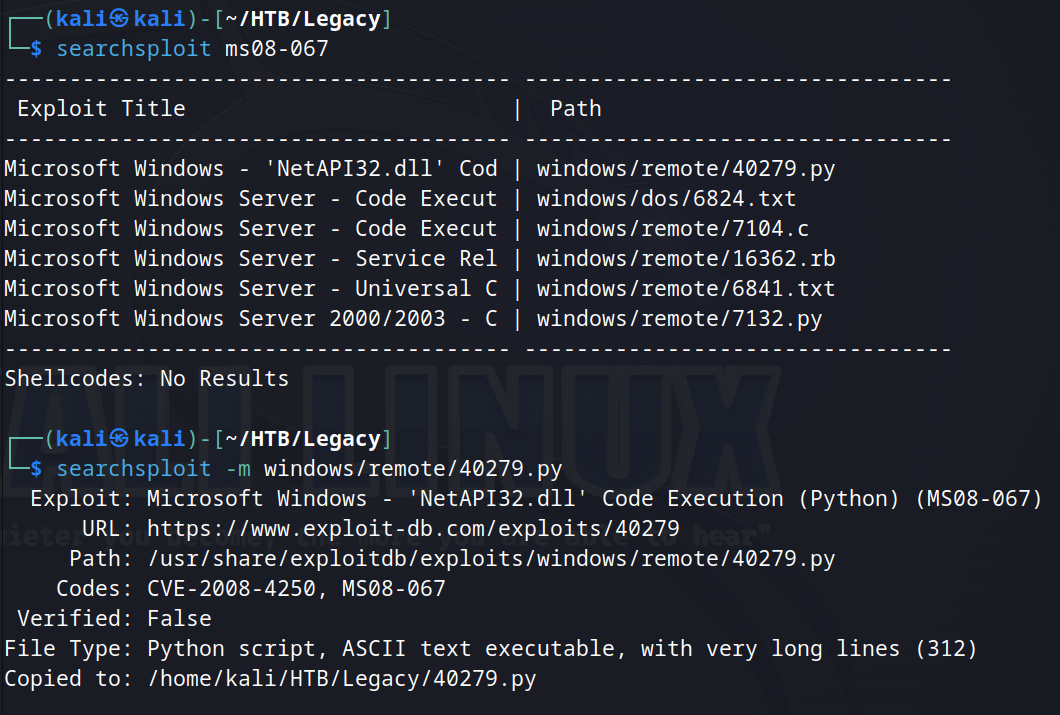 ┌──(kali㉿kali)-[~/HTB/Legacy]
└─$ searchsploit ms08-067
--------------------------------------- ---------------------------------
 Exploit Title                         |  Path
--------------------------------------- ---------------------------------
Microsoft Windows - 'NetAPI32.dll' Cod | windows/remote/40279.py
Microsoft Windows Server - Code Execut | windows/dos/6824.txt
Microsoft Windows Server - Code Execut | windows/remote/7104.c
Microsoft Windows Server - Service Rel | windows/remote/16362.rb
Microsoft Windows Server - Universal C | windows/remote/6841.txt
Microsoft Windows Server 2000/2003 - C | windows/remote/7132.py
--------------------------------------- ---------------------------------
Shellcodes: No Results
ALI LINUX
┌──(kali㉿kali)-[~/HTB/Legacy]
└─$ searchsploit -m windows/remote/40279.py
  Exploit: Microsoft Windows - 'NetAPI32.dll' Code Execution (Python) (MS08-067)
      URL: https://www.exploit-db.com/exploits/40279
     Path: /usr/share/exploitdb/exploits/windows/remote/40279.py
    Codes: CVE-2008-4250, MS08-067
 Verified: False
File Type: Python script, ASCII text executable, with very long lines (312)
Copied to: /home/kali/HTB/Legacy/40279.py